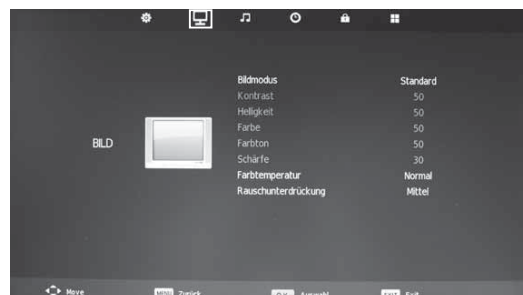 Bildmodus Standard
Kontrast 50
Helligkeit 50
Farbe 50
BILD
Farbton 50
Schärfe 30
Farbtemperatur Normal
Rauschunterdrückung Mittel
Move MENU Zurück OK Auswahl EXIT Exit